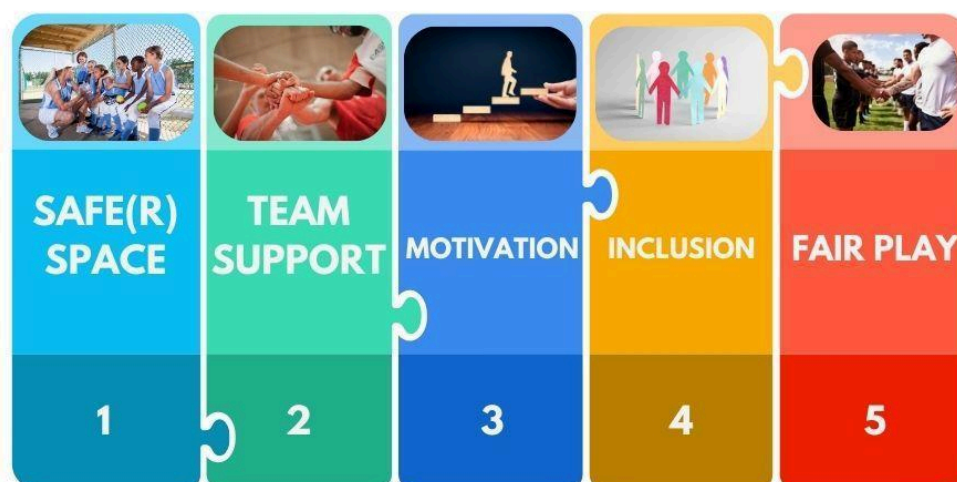 SAFE(R)
SPACE
TEAM
SUPPORT
MOTIVATION
INCLUSION
FAIR PLAY
1
2
3
4
5